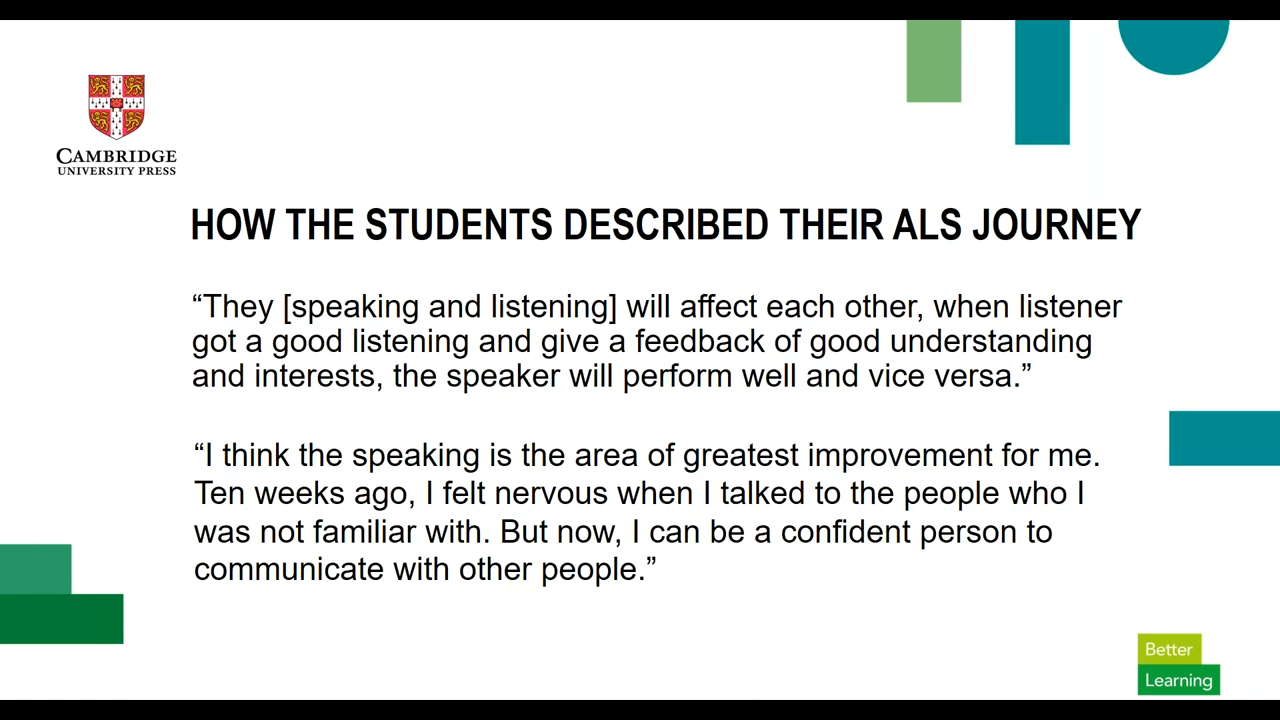 CAMBRIDGE
UNIVERSITY PRESS
HOW THE STUDENTS DESCRIBED THEIR ALS JOURNEY
“They [speaking and listening] will affect each other, when listener
got a good listening and give a feedback of good understanding
and interests, the speaker will perform well and vice versa.”
“I think the speaking is the area of greatest improvement for me.
Ten weeks ago, I felt nervous when I talked to the people who I
was not familiar with. But now, I can be a confident person to
communicate with other people.”
Better
Learning